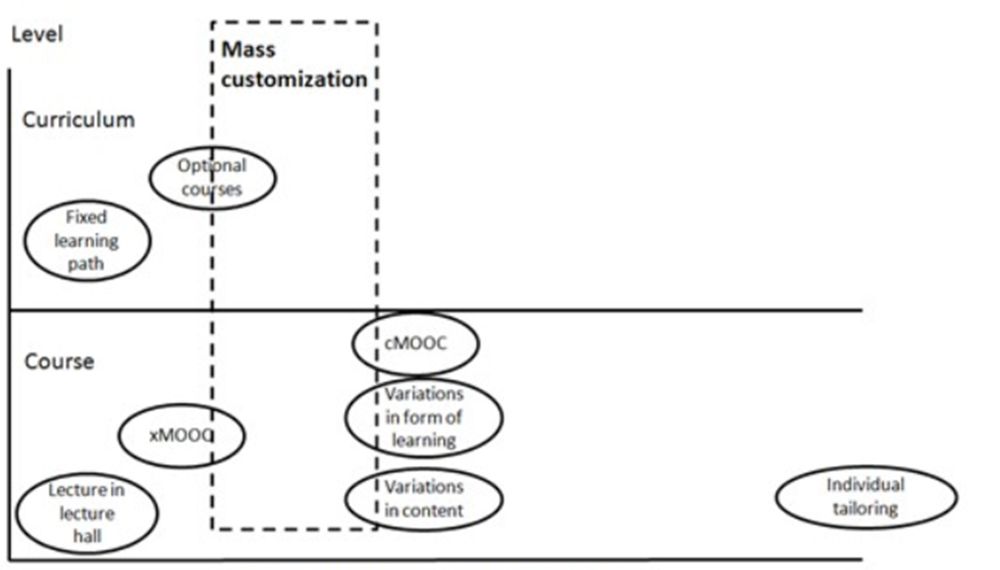 Level
Mass
customization
Curriculum
Optional
courses
Fixed
learning
path
Course
cMOOC
Variations
in form of
learning
xMOOC
Lecture in
lecture
hall
Variations
in content
Individual
tailoring